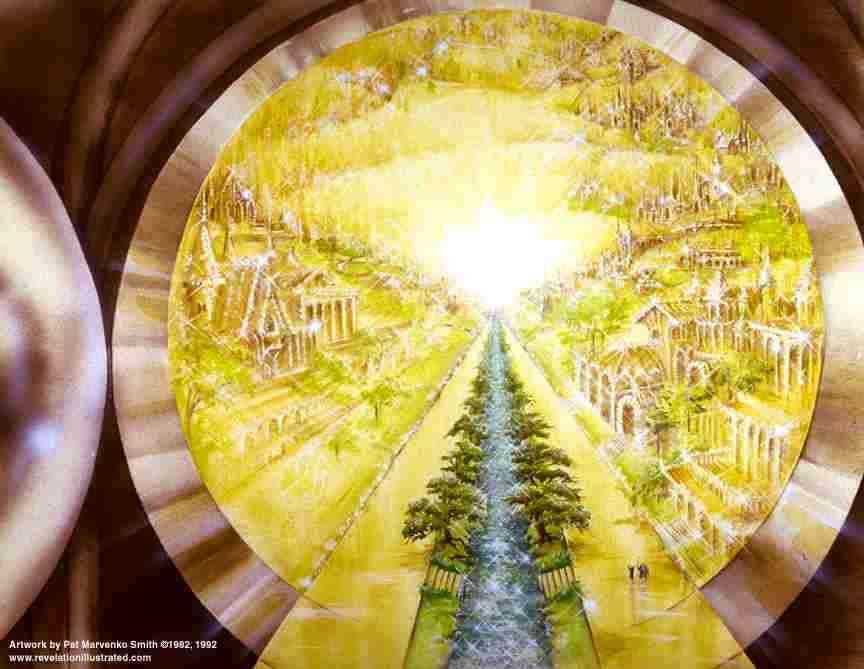 Artwork by Pat Marvenko Smith ©1982, 1992
www.revelationillustrated.com